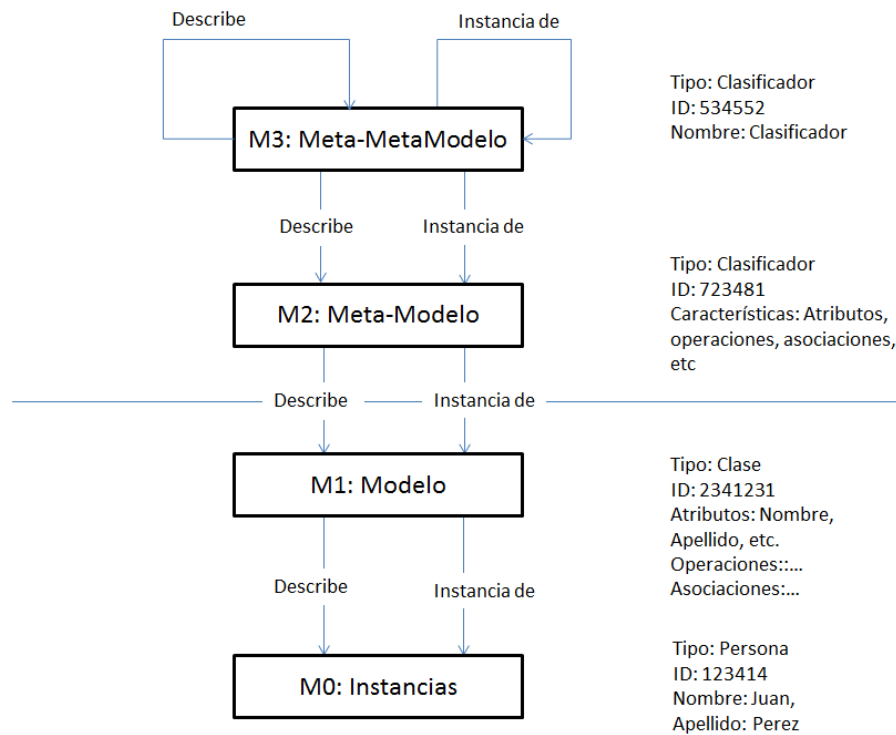 Describe
Instancia de
M3: Meta-MetaModelo
Tipo: Clasificador
ID: 534552
Nombre: Clasificador
Describe
Instancia de
M2: Meta-Modelo
Tipo: Clasificador
ID: 723481
Características: Atributos,
operaciones, asociaciones,
etc
Describe
Instancia de
M1: Modelo
Tipo: Clase
ID: 2341231
Atributos: Nombre,
Apellido, etc.
Operaciones::...
Asociaciones:...
Describe
Instancia de
M0: Instancias
Tipo: Persona
ID: 123414
Nombre: Juan,
Apellido: Perez